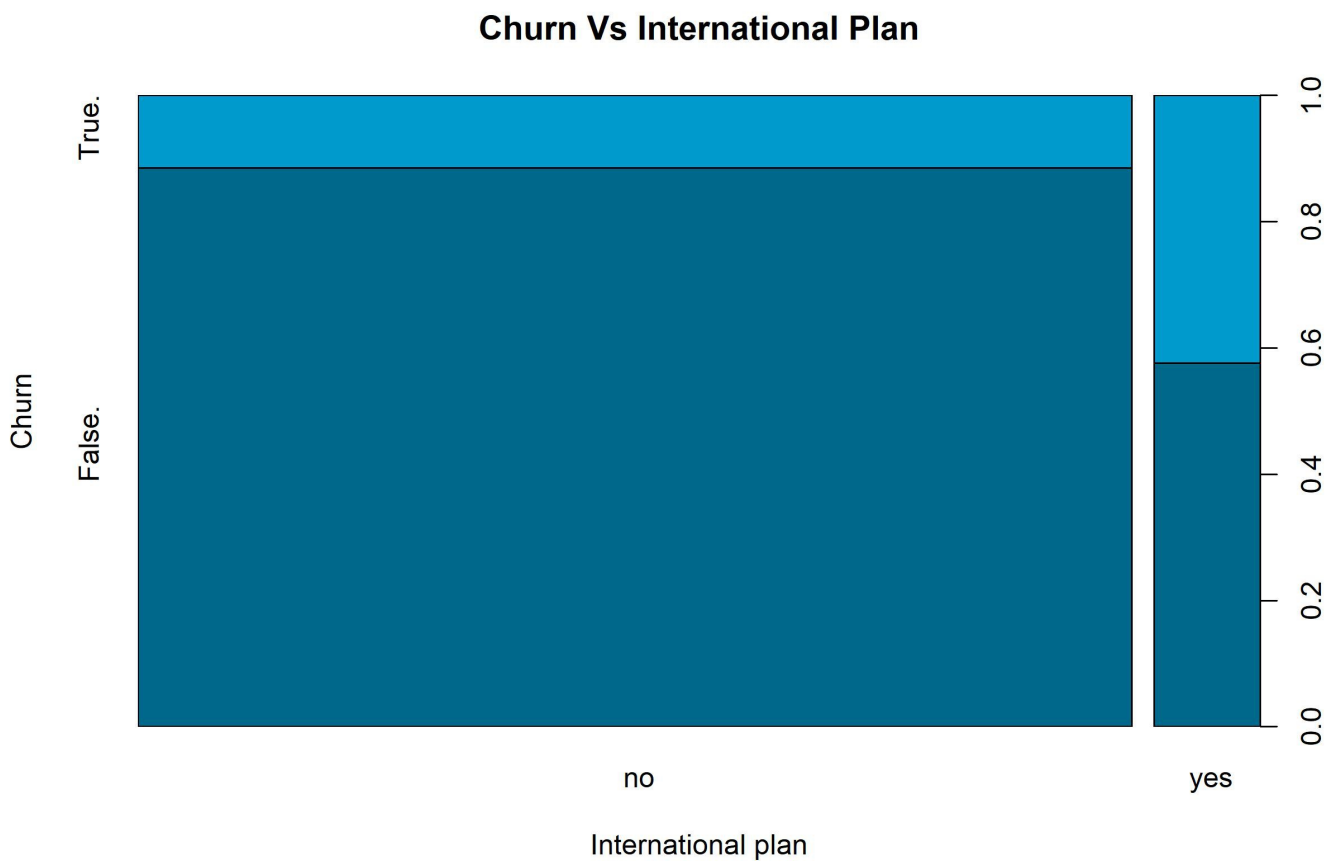 Churn Vs International Plan
Churn
True.
False.
1.0
0.8
0.6
0.4
0.2
0.0
no
yes
International plan